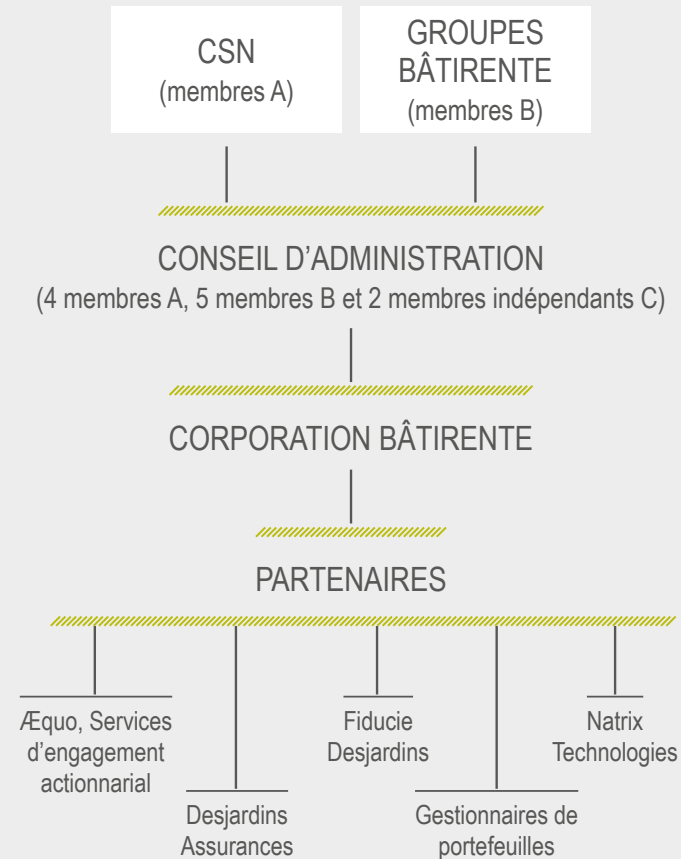 CSN
(membres A)
GROUPES
BÂTIRENTE
(membres B)
CONSEIL D'ADMINISTRATION
(4 membres A, 5 membres B et 2 membres indépendants C)
CORPORATION BÂTIRENTE
PARTENAIRES
Æquo, Services
d'engagement
actionnarial
Desjardins
Assurances
Fiducie
Desjardins
Gestionnaires de
portefeuilles
Natrix
Technologies